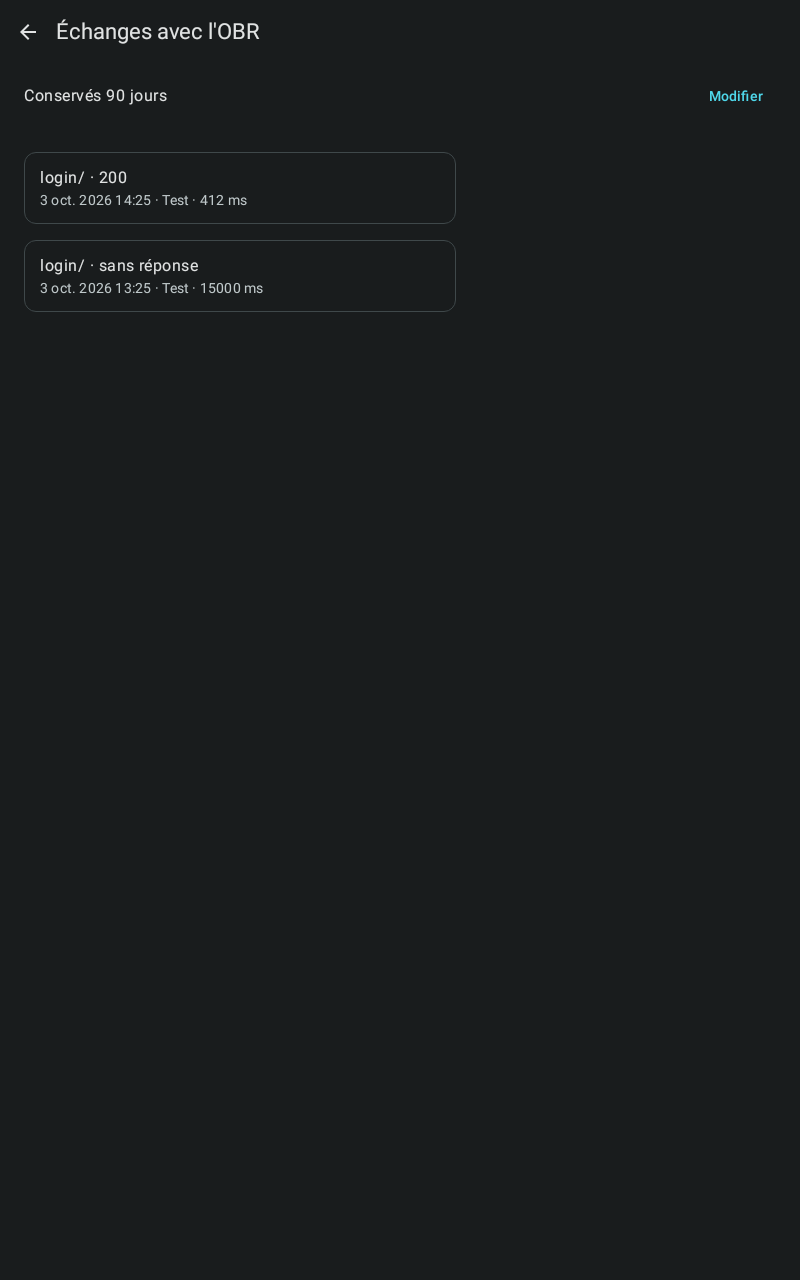 Échanges avec l'OBR
Conservés 90 jours
Modifier
login/ · 200
3 oct. 2026 14:25 · Test · 412 ms
login/ · sans réponse
3 oct. 2026 13:25 · Test · 15000 ms